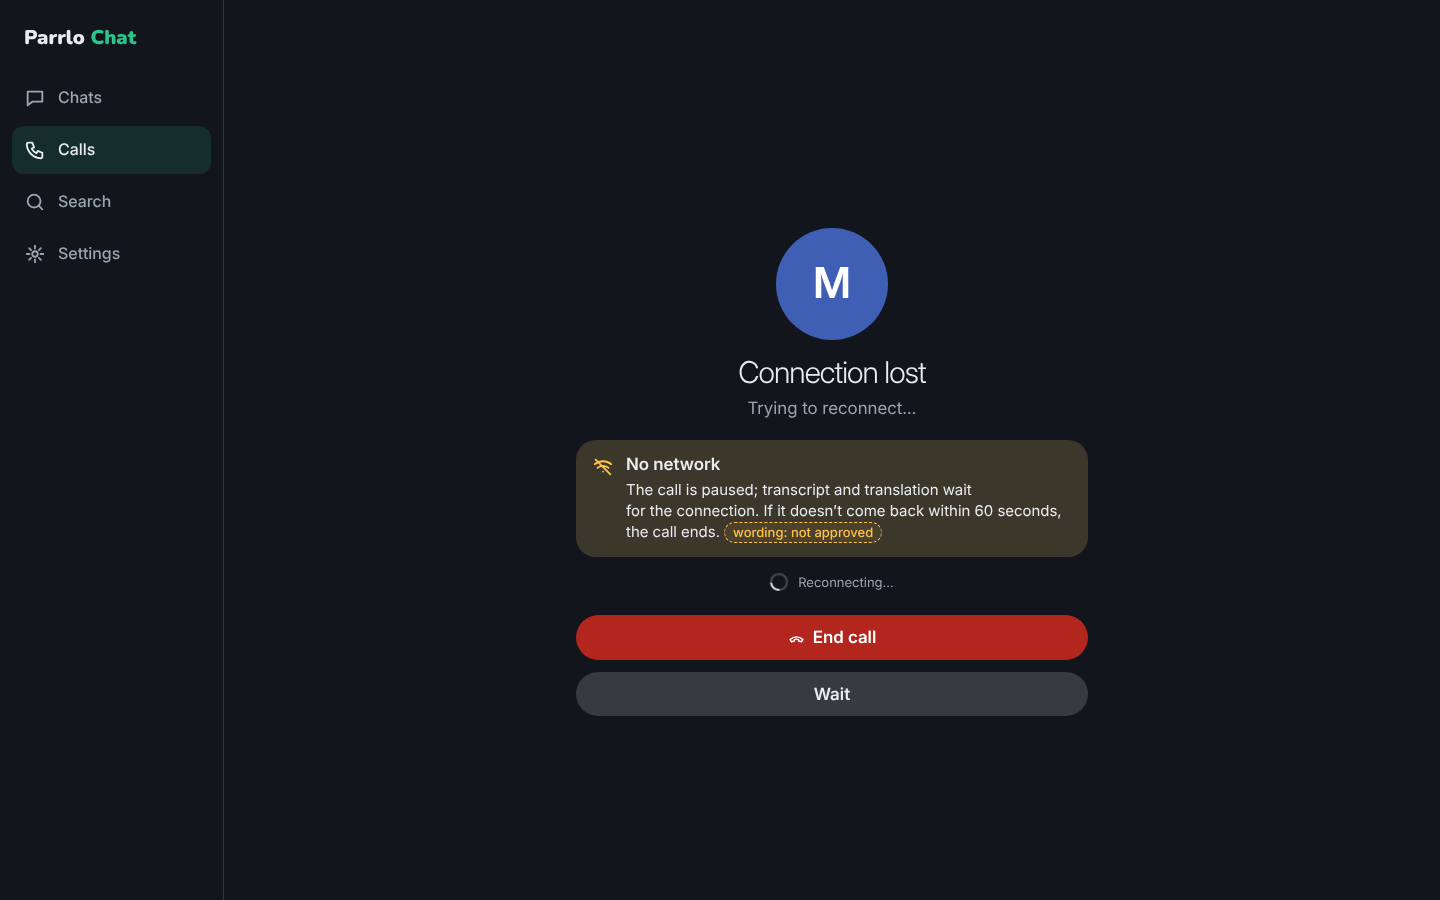 Parrlo Chat
Chats
Calls
Search
Settings
M
Connection lost
Trying to reconnect...
No network
The call is paused; transcript and translation wait
for the connection. If it doesn’t come back within 60 seconds,
the call ends. wording: not approved
Reconnecting...
End call
Wait